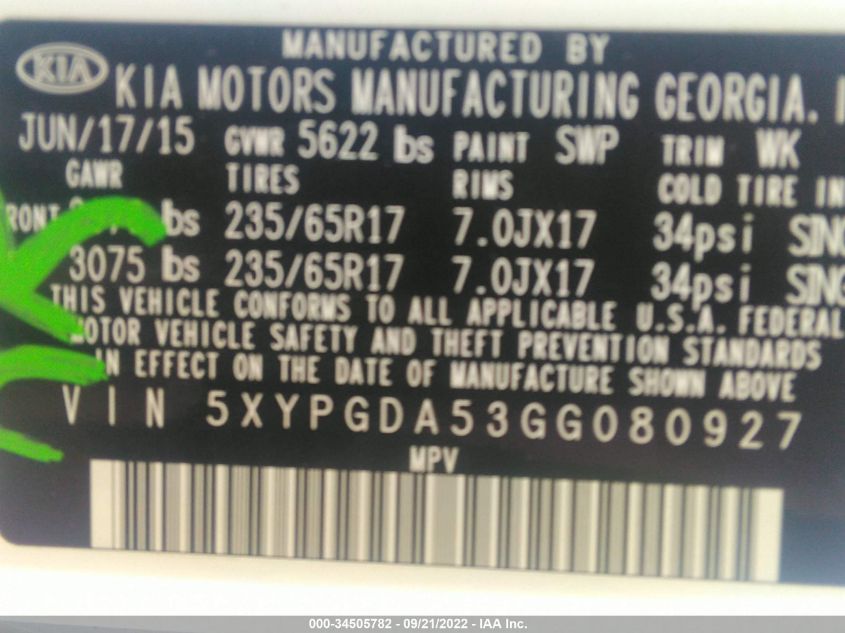 MANUFACTURED BY
KIA KIA MOTORS MANUFACTURING GEORGIA.
JUN/17/15 GVWR 5622 lbs PAINT SWP TRIM WK
GAWR TIRES RIMS COLD TIRE IN
lbs 235/65R17 7.0JX17 34psi SING
3075 lbs 235/65R17 7.0JX17 34psi SING
THIS VEHICLE CONFORMS TO ALL APPLICABLE U.S.A. FEDERAL
MOTOR VEHICLE SAFETY AND THEFT PREVENTION STANDARDS
IN EFFECT ON THE DATE OF MANUFACTURE SHOWN ABOVE
VIN 5XYPGDA53GG080927
MPV
000-34505782 - 09/21/2022 - IAA Inc.